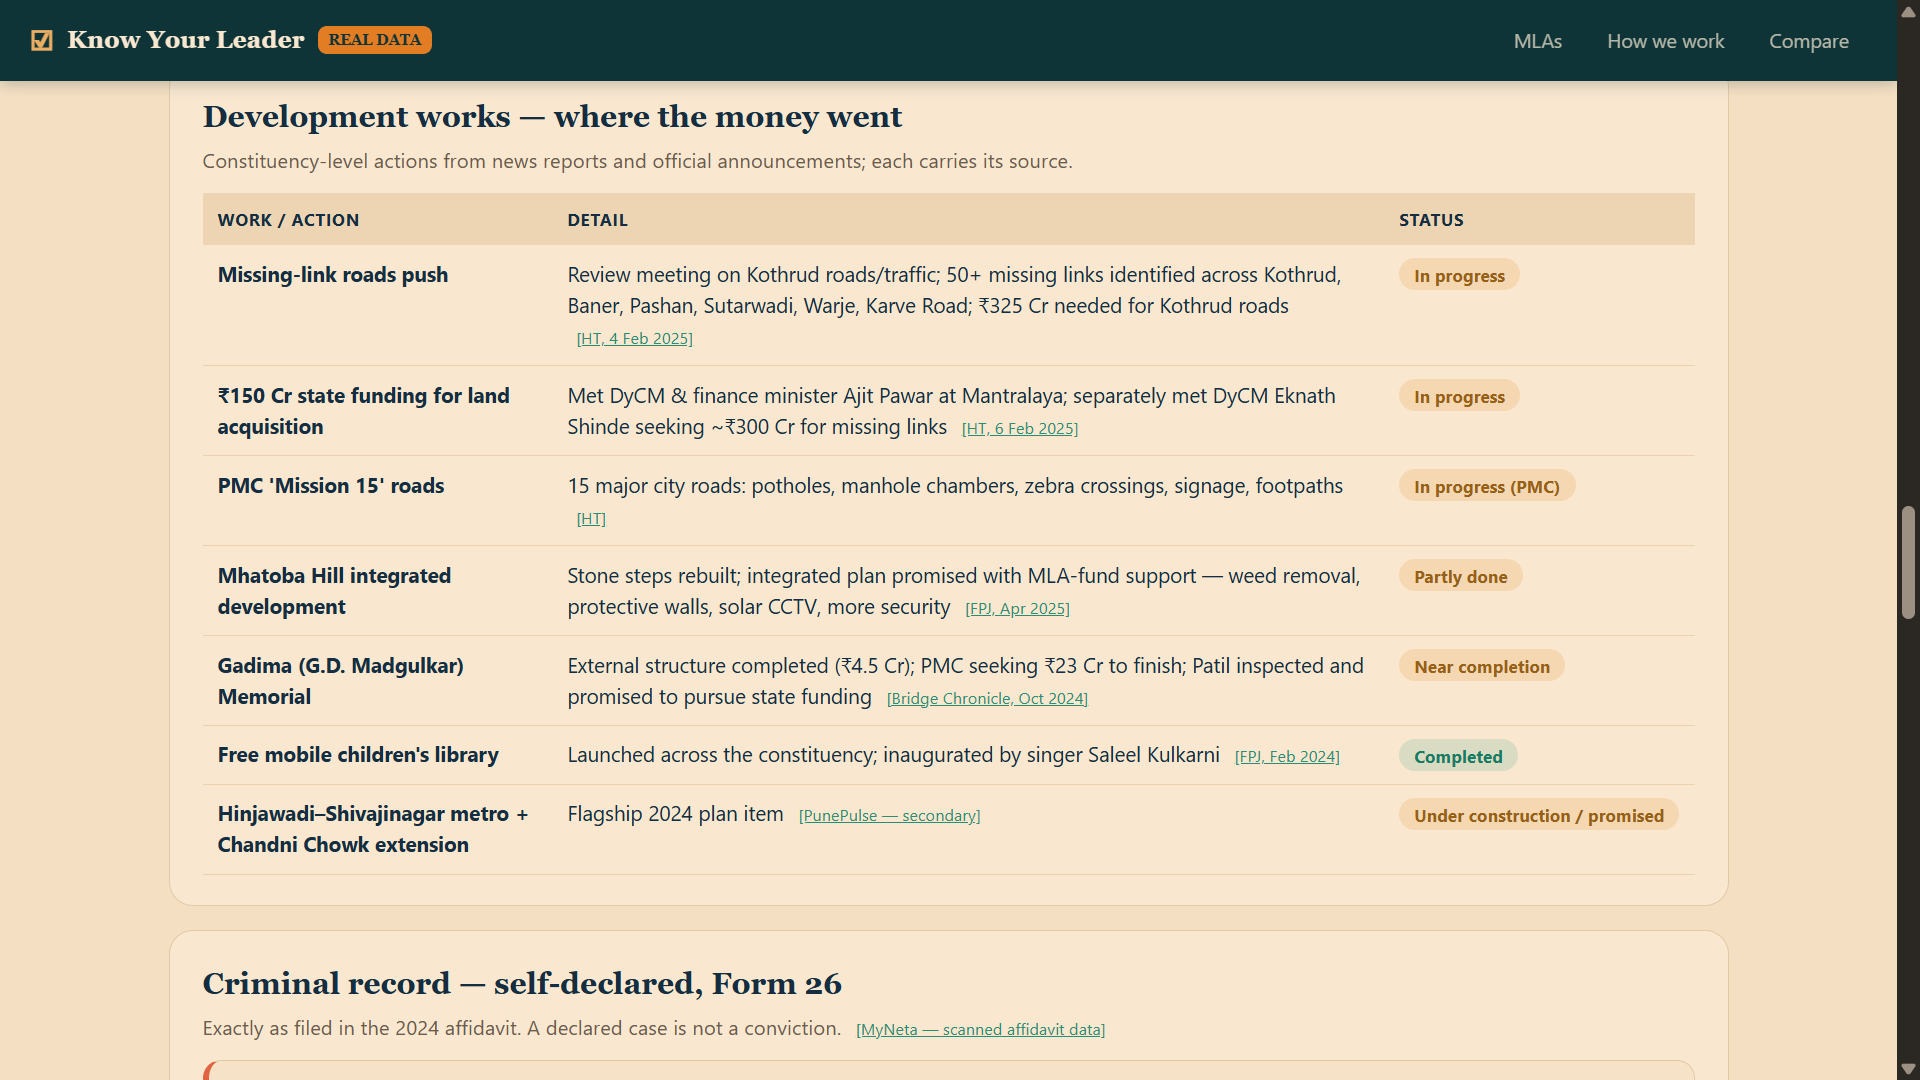 Know Your Leader REAL DATA MLAs How we work Compare
Development works — where the money went
Constituency-level actions from news reports and official announcements; each carries its source.
WORK / ACTION DETAIL STATUS
Missing-link roads push Review meeting on Kothrud roads/traffic; 50+ missing links identified across Kothrud, In progress
Baner, Pashan, Sutarwadi, Warje, Karve Road; ₹325 Cr needed for Kothrud roads
[HT, 4 Feb 2025]
₹150 Cr state funding for land Met DyCM & finance minister Ajit Pawar at Mantralaya; separately met DyCM Eknath In progress
acquisition Shinde seeking ~₹300 Cr for missing links [HT, 6 Feb 2025]
PMC 'Mission 15' roads 15 major city roads: potholes, manhole chambers, zebra crossings, signage, footpaths In progress (PMC)
[HT]
Mhatoba Hill integrated Stone steps rebuilt; integrated plan promised with MLA-fund support — weed removal, Partly done
development protective walls, solar CCTV, more security [FPJ, Apr 2025]
Gadima (G.D. Madgulkar) External structure completed (₹4.5 Cr); PMC seeking ₹23 Cr to finish; Patil inspected and Near completion
Memorial promised to pursue state funding [Bridge Chronicle, Oct 2024]
Free mobile children's library Launched across the constituency; inaugurated by singer Saleel Kulkarni [FPJ, Feb 2024] Completed
Hinjawadi–Shivajinagar metro + Flagship 2024 plan item [PunePulse — secondary] Under construction / promised
Chandni Chowk extension
Criminal record — self-declared, Form 26
Exactly as filed in the 2024 affidavit. A declared case is not a conviction. [MyNeta — scanned affidavit data]